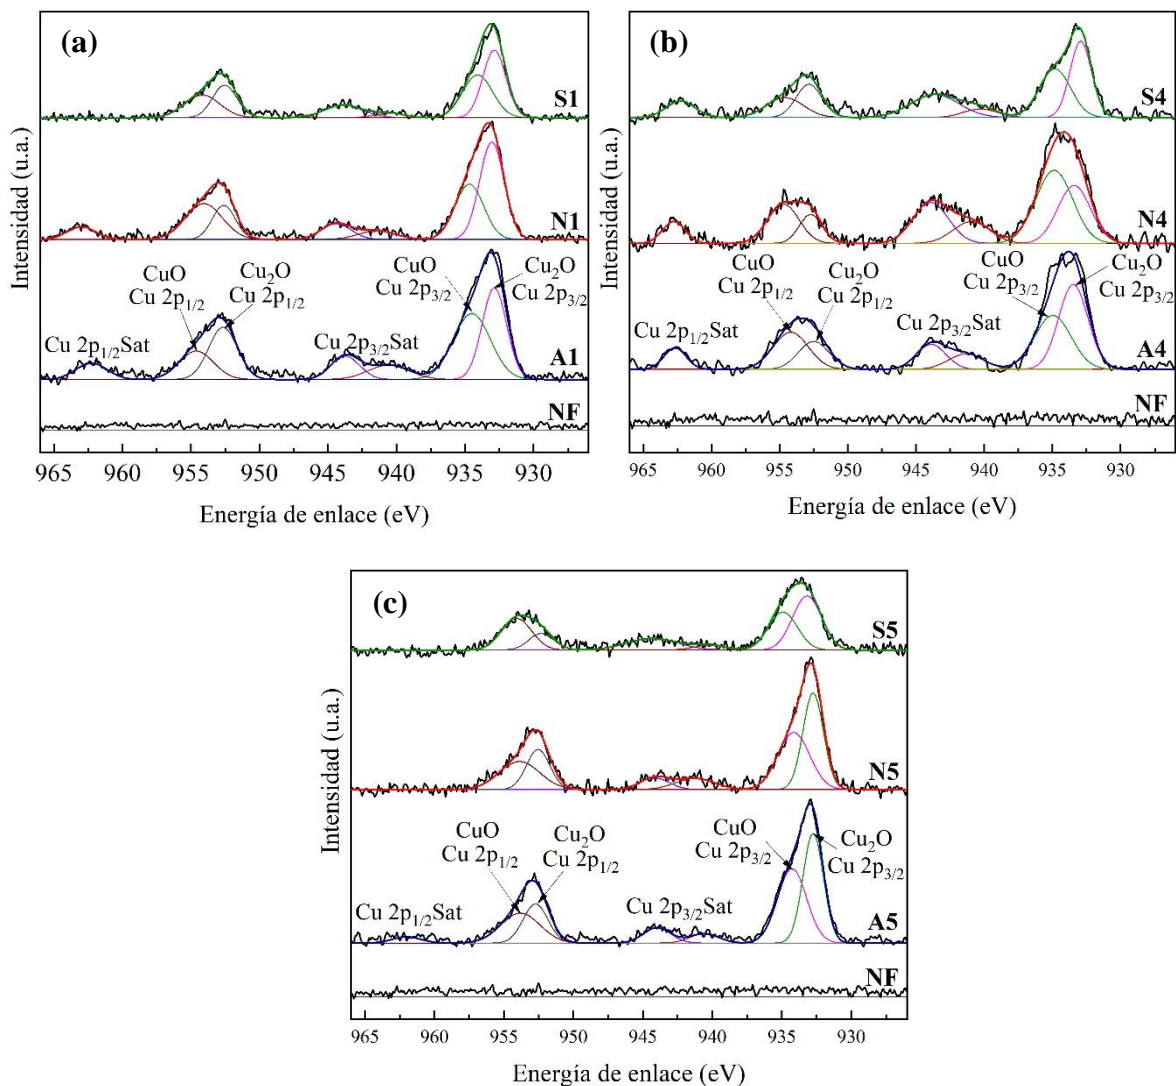 (a)
S1
N1
CuO
Cu 2p1/2
Cu2O
Cu 2p1/2
CuO
Cu 2p3/2
Cu2O
Cu 2p3/2
Cu 2p1/2Sat
Cu 2p3/2Sat
A1
NF
Intensidad (u.a.)
965 960 955 950 945 940 935 930
Energía de enlace (eV)
(b)
S4
N4
CuO
Cu 2p1/2
Cu2O
Cu 2p1/2
CuO
Cu 2p3/2
Cu2O
Cu 2p3/2
Cu 2p1/2Sat
Cu 2p3/2Sat
A4
NF
Intensidad (u.a.)
965 960 955 950 945 940 935 930
Energía de enlace (eV)
(c)
S5
N5
CuO
Cu 2p1/2
Cu2O
Cu 2p1/2
CuO
Cu 2p3/2
Cu2O
Cu 2p3/2
Cu 2p1/2Sat
Cu 2p3/2Sat
A5
NF
Intensidad (u.a.)
965 960 955 950 945 940 935 930
Energía de enlace (eV)